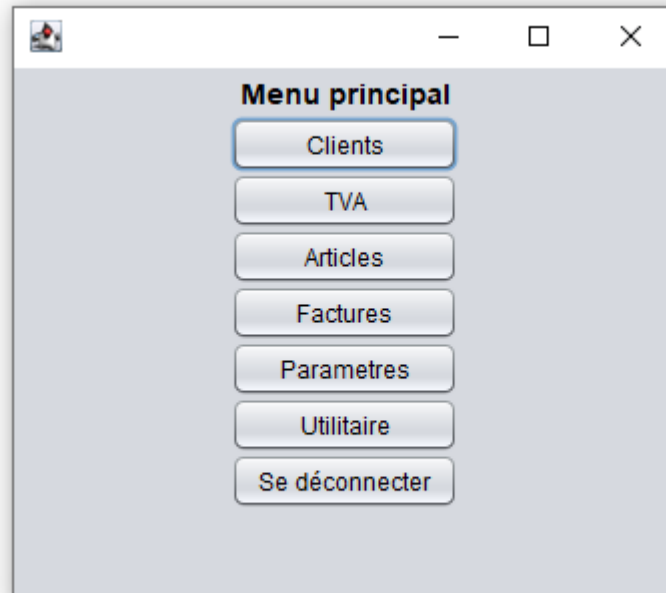 Menu principal
Clients
TVA
Articles
Factures
Parametres
Utilitaire
Se déconnecter